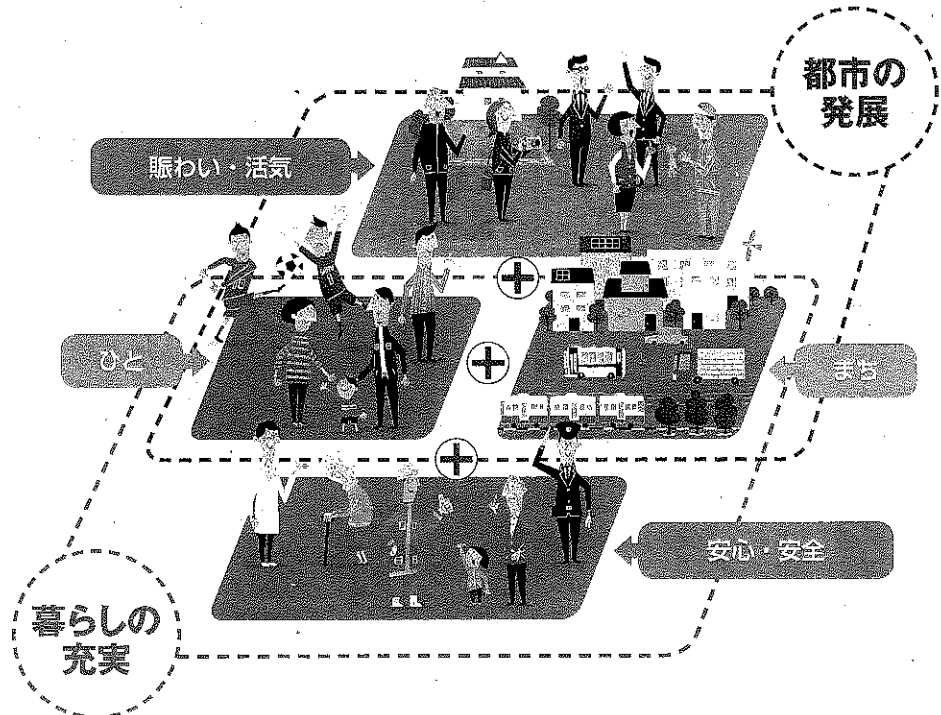 都市の
発展
賑わい・活気
ひと
まち
安心・安全
暮らしの
充実